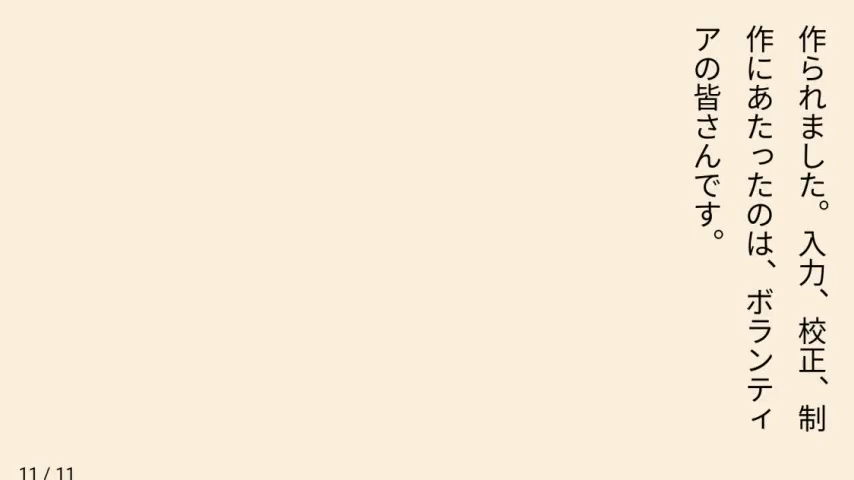 作られました。入力、校正、制
作にあたったのは、ボランティ
アの皆さんです。
11 / 11